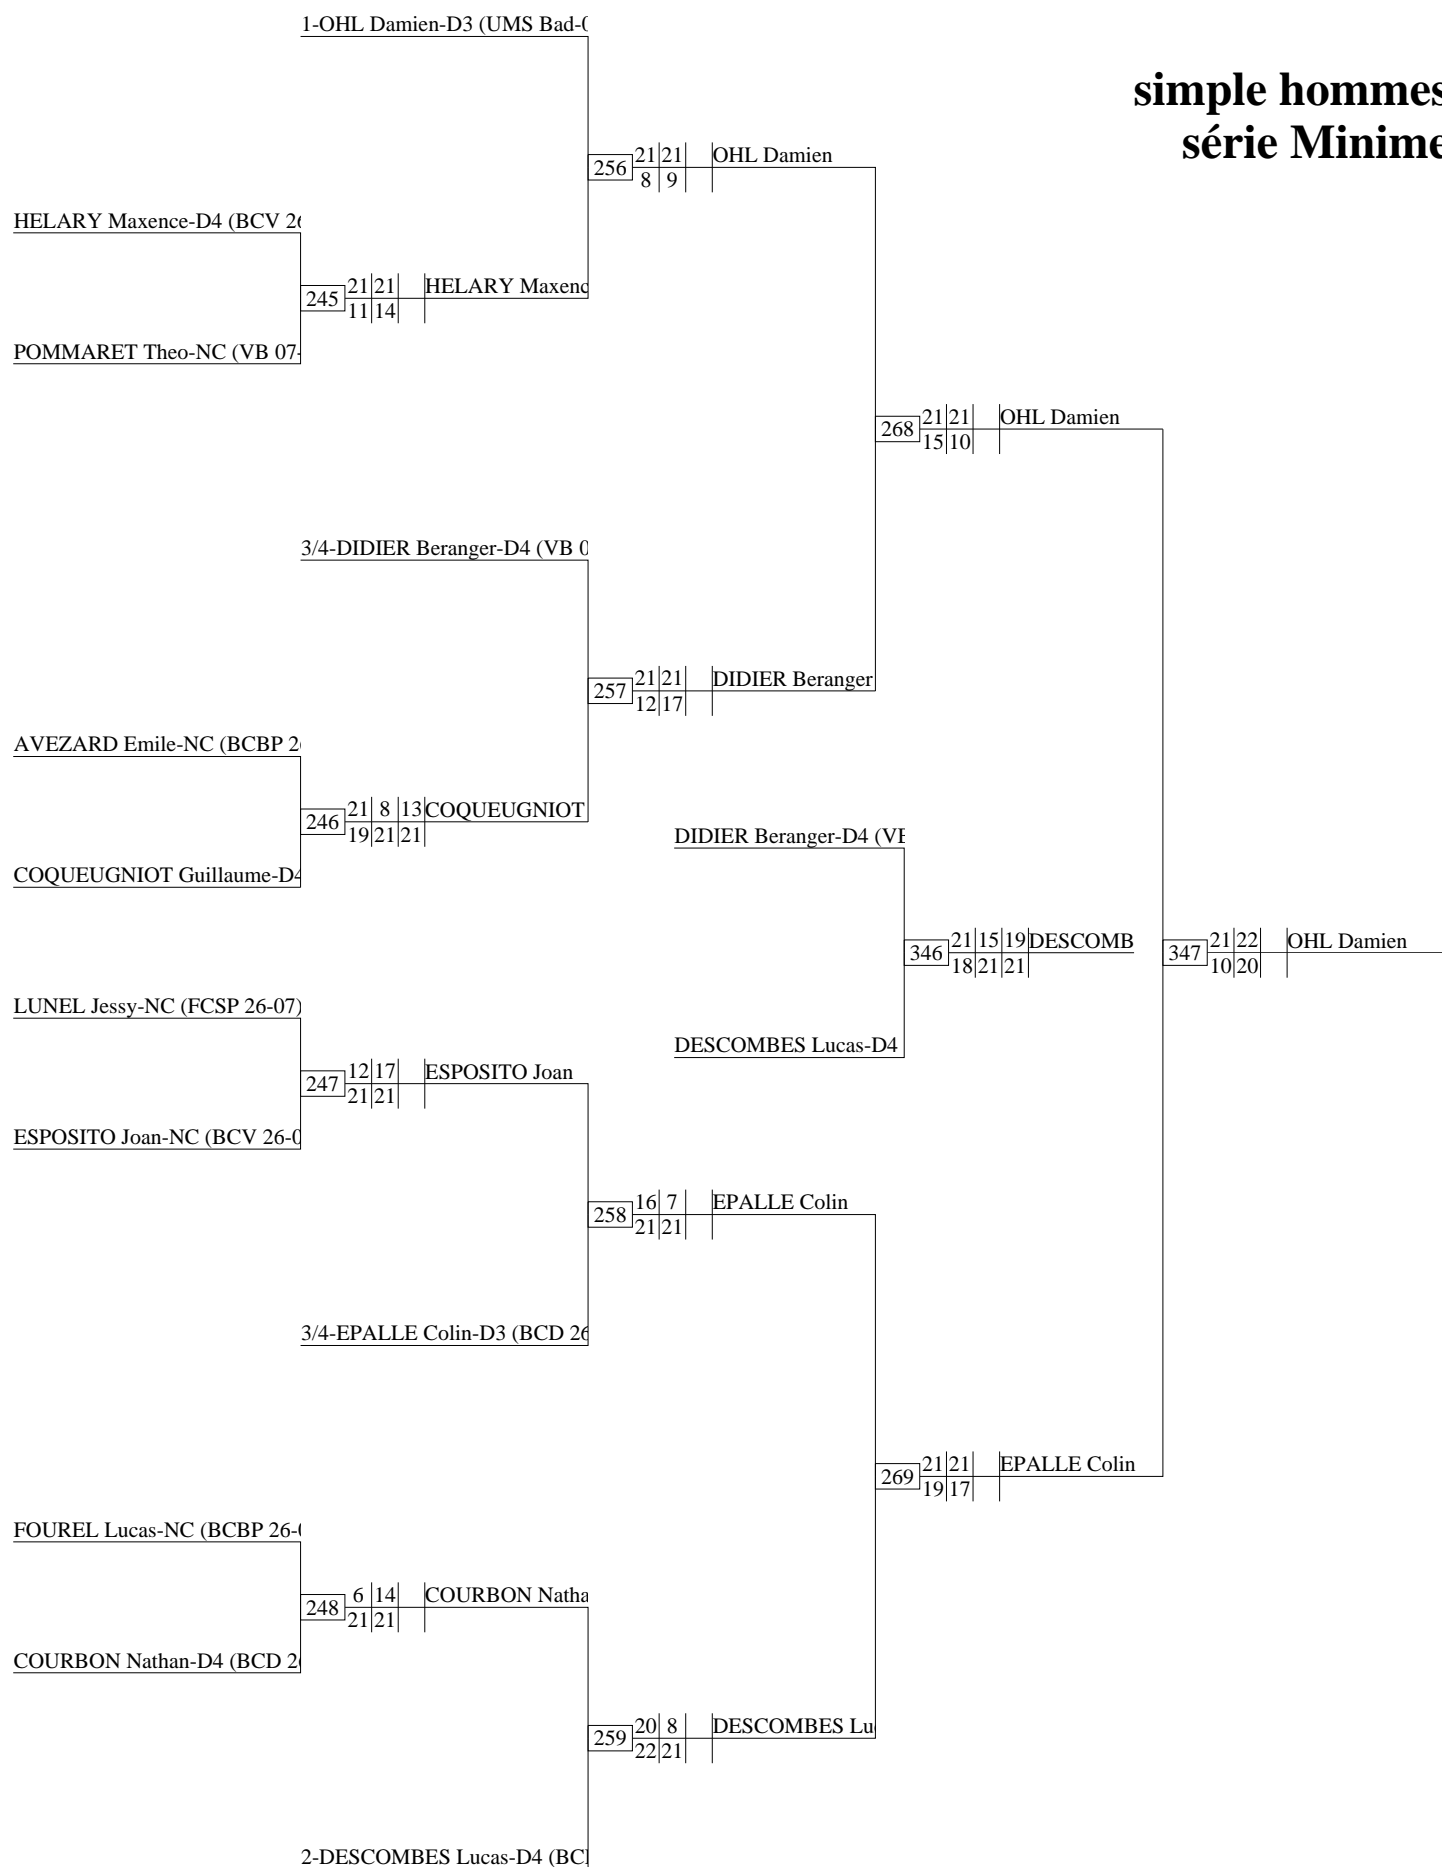 1-OHL Damien-D3 (UMS Bad-0
simple hommes
série Minime
21 21 OHL Damien
256
8 9
HELARY Maxence-D4 (BCV 26
21 21 HELARY Maxenc
245
11 14
POMMARET Theo-NC (VB 07-
21 21 OHL Damien
268
15 10
3/4-DIDIER Beranger-D4 (VB 0
21 21 DIDIER Beranger
257
12 17
AVEZARD Emile-NC (BCBP 2
21 8 13 COQUEUGNIOT
246
19 21 21
COQUEUGNIOT Guillaume-D4
DIDIER Beranger-D4 (VB
21 15 19 DESCOMB
346
18 21 21
21 22 OHL Damien
347
10 20
LUNEL Jessy-NC (FCSP 26-07)
DESCOMBES Lucas-D4
12 17 ESPOSITO Joan
247
21 21
ESPOSITO Joan-NC (BCV 26-0
16 7 EPALLE Colin
258
21 21
3/4-EPALLE Colin-D3 (BCD 26
21 21 EPALLE Colin
269
19 17
FOUREL Lucas-NC (BCBP 26-0
6 14 COURBON Natha
248
21 21
COURBON Nathan-D4 (BCD 2
20 8 DESCOMBES Lu
259
22 21
2-DESCOMBES Lucas-D4 (BC